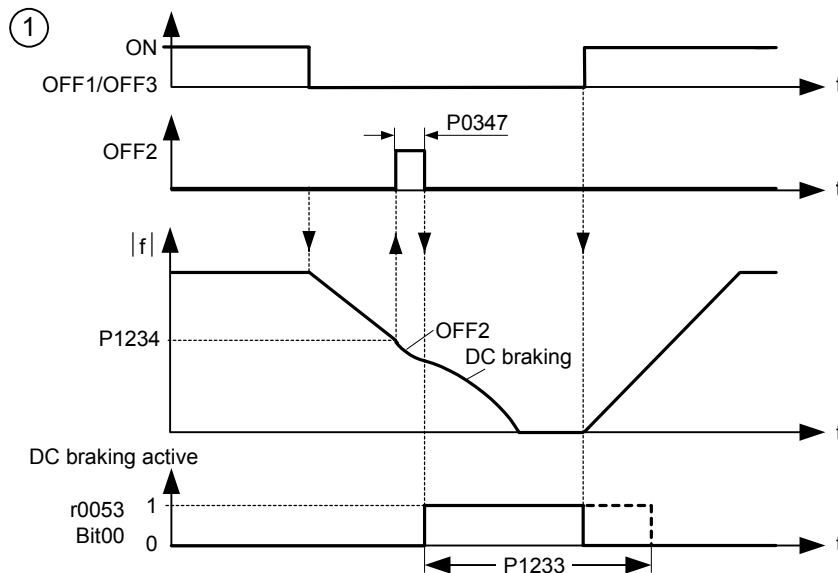 1
ON
OFF1/OFF3
t
P0347
OFF2
t
|f|
P1234
OFF2
DC braking
t
DC braking active
r0053
Bit00
1
0
t
P1233